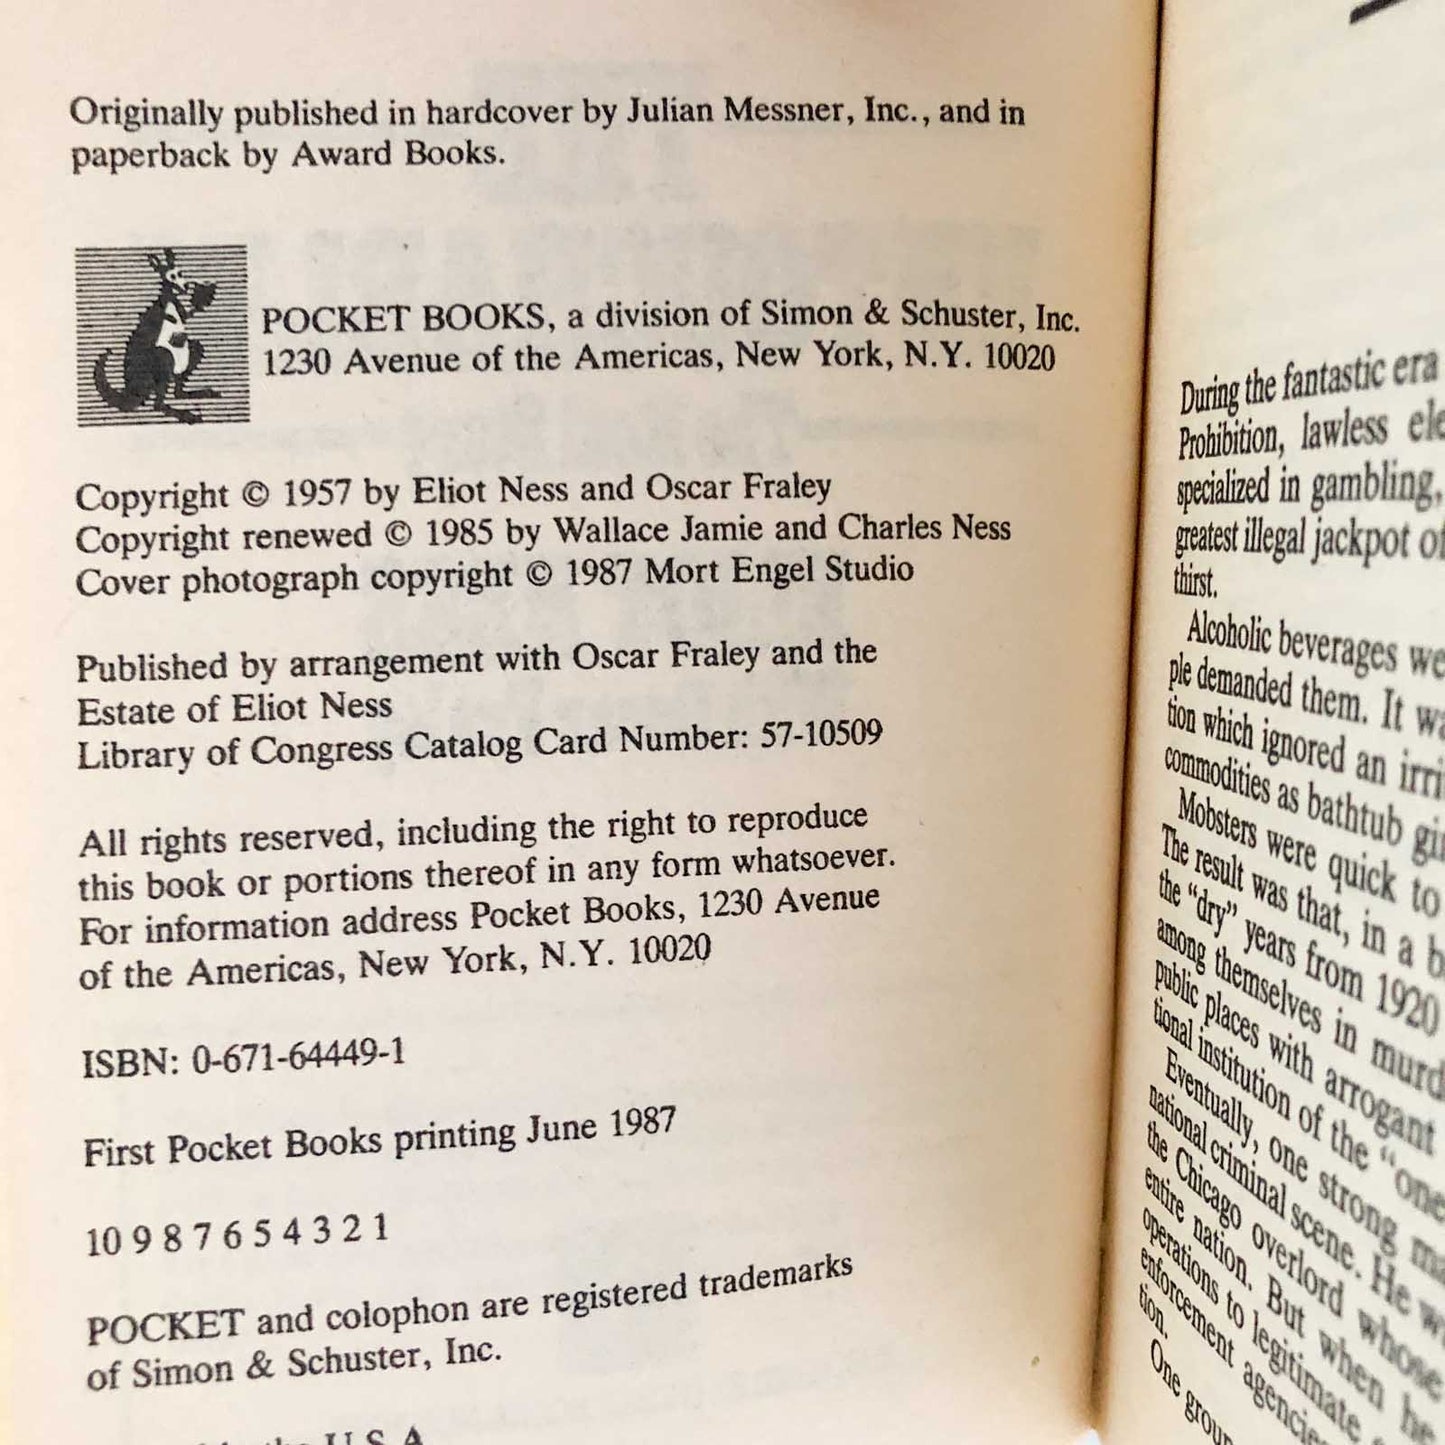 Originally published in hardcover by Julian Messner, Inc., and in
paperback by Award Books.
POCKET BOOKS, a division of Simon & Schuster, Inc.
1230 Avenue of the Americas, New York, N.Y. 10020
Copyright © 1957 by Eliot Ness and Oscar Fraley
Copyright renewed © 1985 by Wallace Jamie and Charles Ness
Cover photograph copyright © 1987 Mort Engel Studio
Published by arrangement with Oscar Fraley and the
Estate of Eliot Ness
Library of Congress Catalog Card Number: 57-10509
All rights reserved, including the right to reproduce
this book or portions thereof in any form whatsoever.
For information address Pocket Books, 1230 Avenue
of the Americas, New York, N.Y. 10020
ISBN: 0-671-64449-1
First Pocket Books printing June 1987
10 9 8 7 6 5 4 3 2 1
POCKET and colophon are registered trademarks
of Simon & Schuster, Inc.
the U.S.A.
During the fantastic era
Prohibition, lawless
specialized in gambling,
greatest illegal jackpot of
thirst.
Alcoholic beverages
ple demanded them. It
tion which ignored an
commodities as bathtub gin
Mobsters were quick to
The result was that, in a
the "dry" years from 1920
among themselves in
public places with arrogant
tional institution of the "one
Eventually, one strong
national criminal scene. He
the Chicago overlord whose
entire nation. But when he
operations to legitimate
enforcement
tion.
One